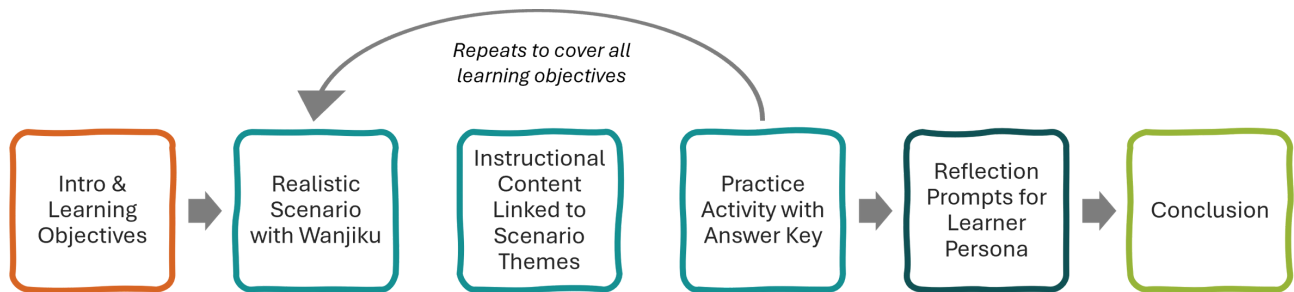 Repeats to cover all
learning objectives
Intro &
Learning
Objectives
Realistic
Scenario
with Wanjiku
Instructional
Content
Linked to
Scenario
Themes
Practice
Activity with
Answer Key
Reflection
Prompts for
Learner
Persona
Conclusion